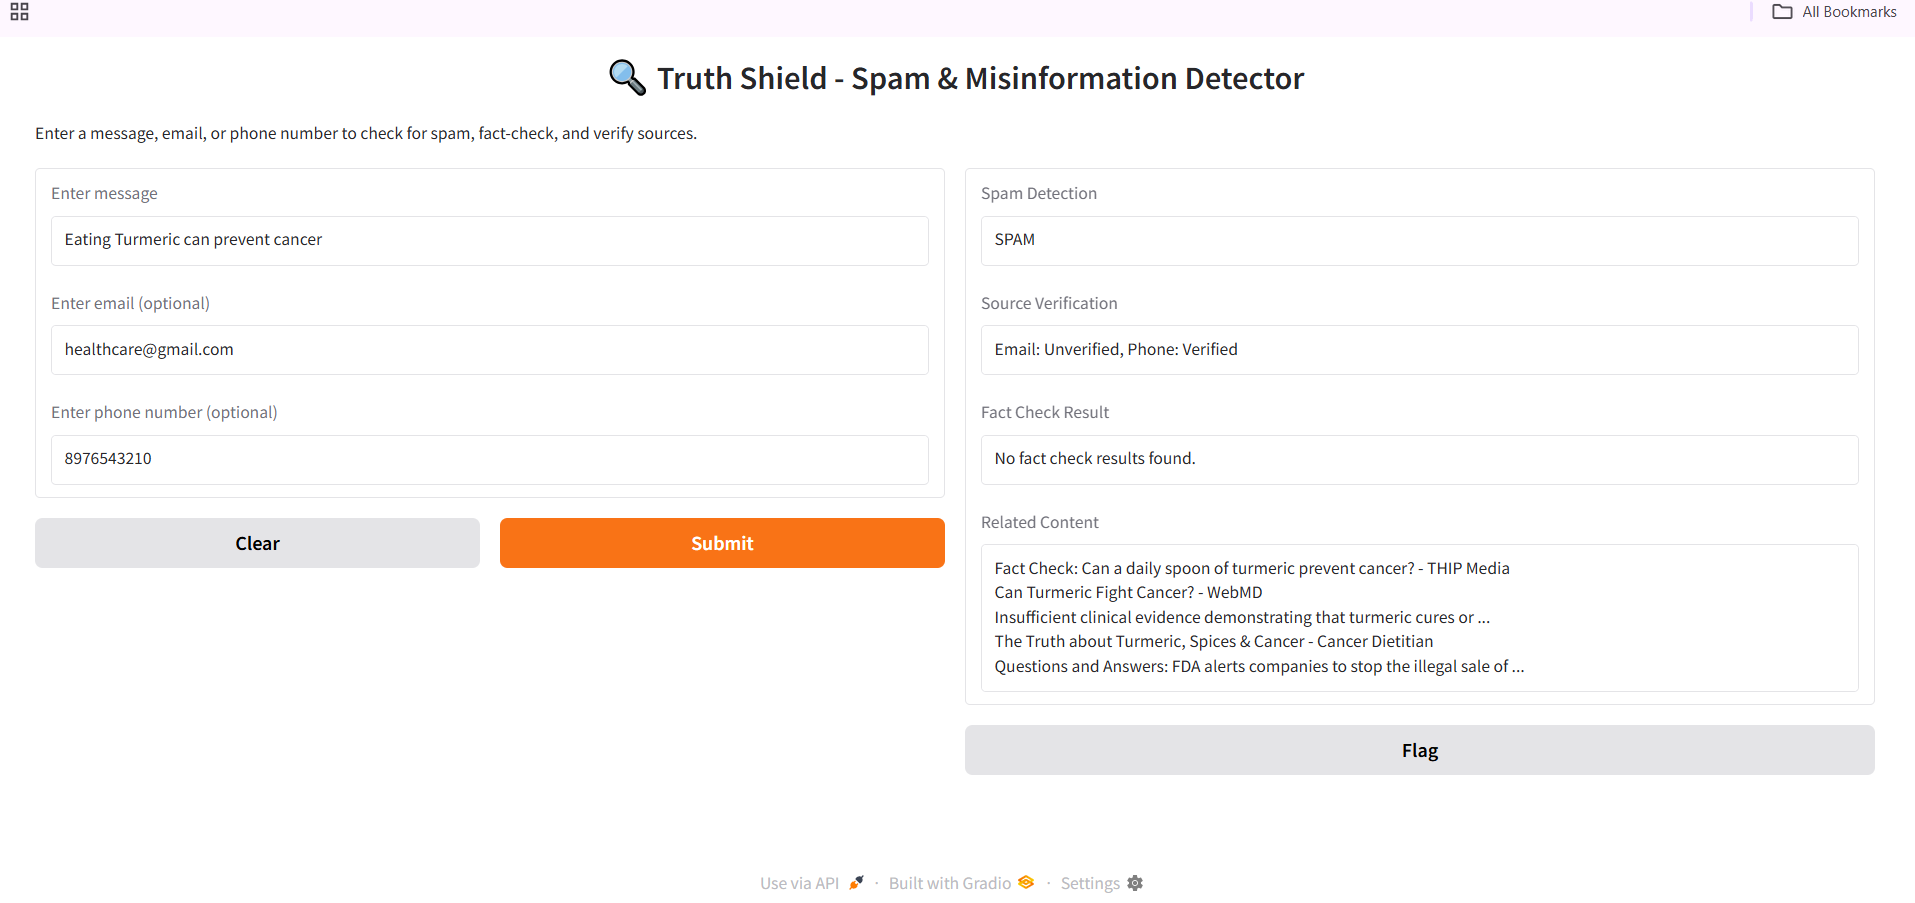 All Bookmarks
Truth Shield - Spam & Misinformation Detector
Enter a message, email, or phone number to check for spam, fact-check, and verify sources.
Enter message
Eating Turmeric can prevent cancer
Enter email (optional)
healthcare@gmail.com
Enter phone number (optional)
8976543210
Clear
Submit
Spam Detection
SPAM
Source Verification
Email: Unverified, Phone: Verified
Fact Check Result
No fact check results found.
Related Content
Fact Check: Can a daily spoon of turmeric prevent cancer? - THIP Media
Can Turmeric Fight Cancer? - WebMD
Insufficient clinical evidence demonstrating that turmeric cures or ...
The Truth about Turmeric, Spices & Cancer - Cancer Dietitian
Questions and Answers: FDA alerts companies to stop the illegal sale of ...
Flag
Use via API · Built with Gradio · Settings